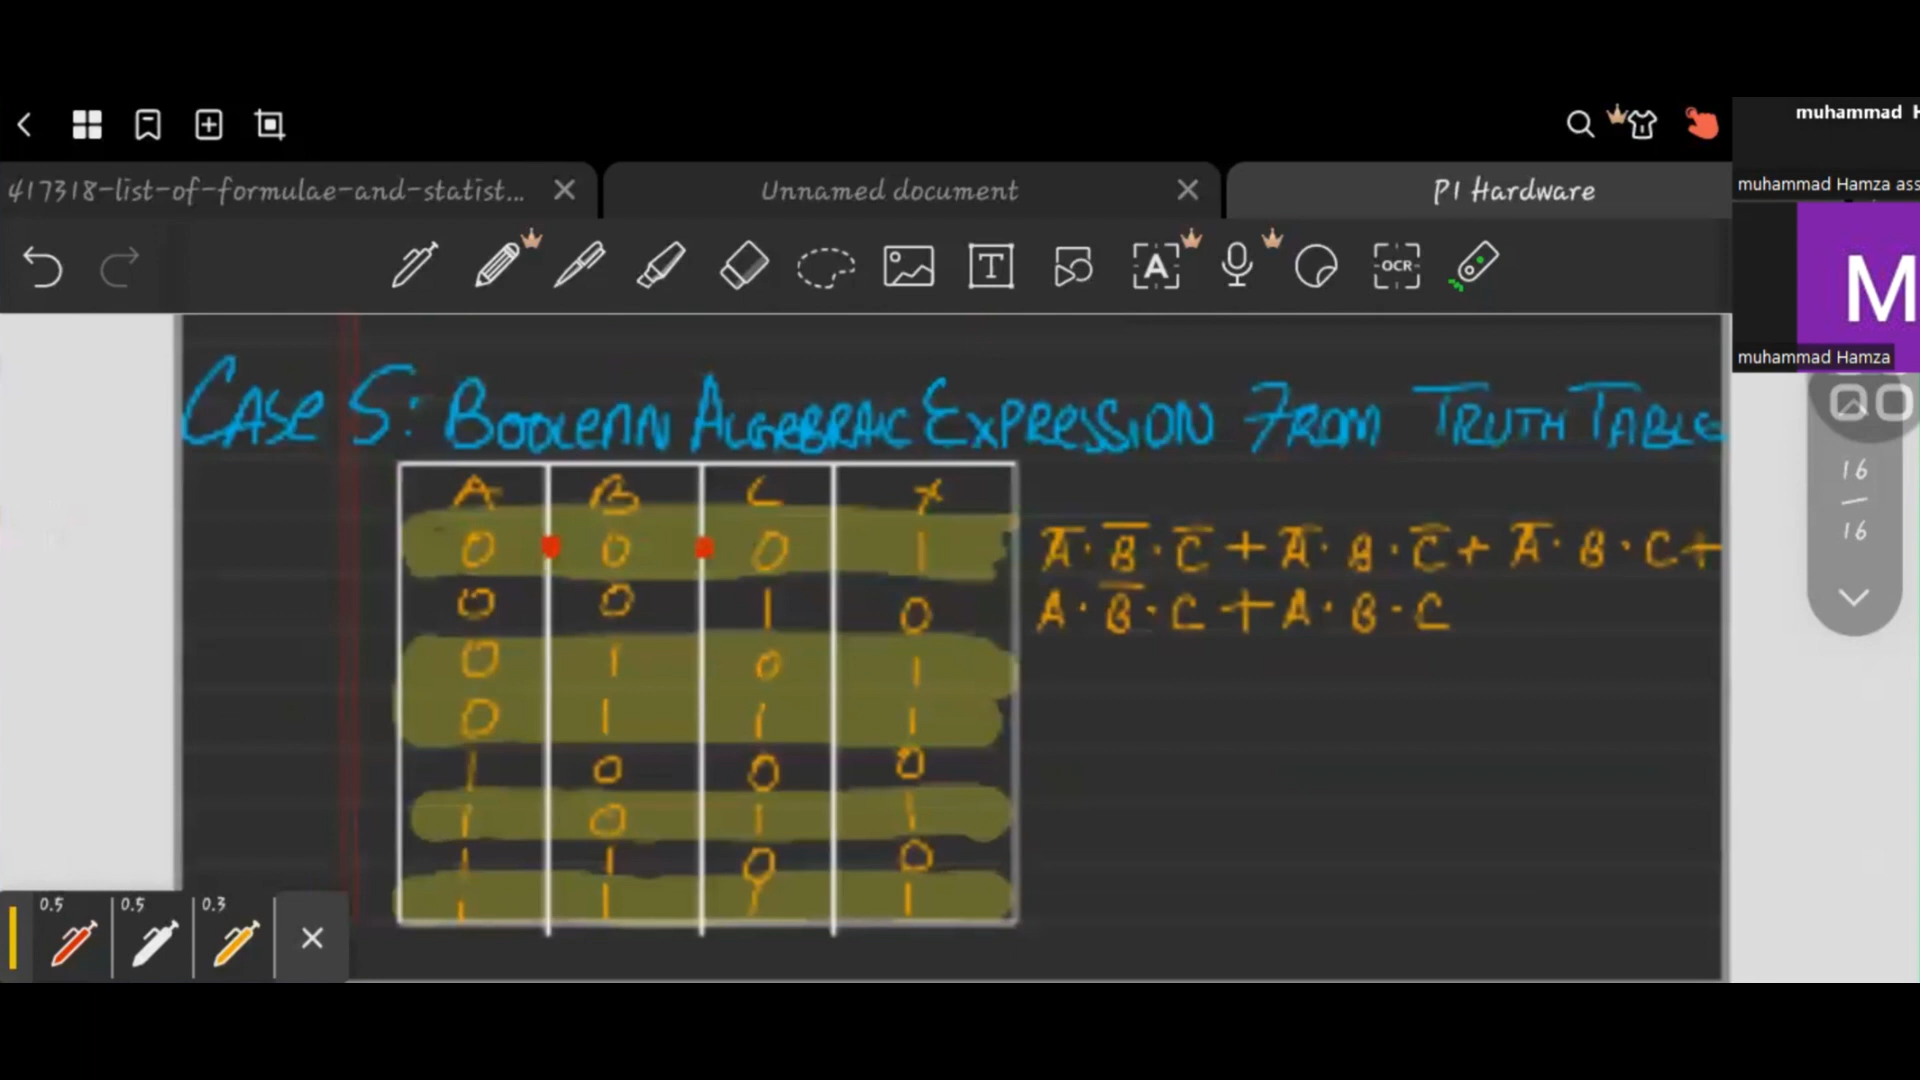 muhammad H
417318-list-of-formulae-and-statist...
Unnamed document
P1 Hardware
muhammad Hamza ass
A
OCR
M
muhammad Hamza
CASE 5: BOOLEAN ALGEBRAIC EXPRESSION FROM TRUTH TABLE
A B C X
0 0 0 1
0 0 1 0
0 1 0 1
0 1 1 1
1 0 0 0
1 0 1 1
1 1 0 0
1 1 1 1
A̅·B̅·C̅+A̅·B·C̅+A̅·B·C+
A·B̅·C+A·B·C
16
16
0.5 0.5 0.3